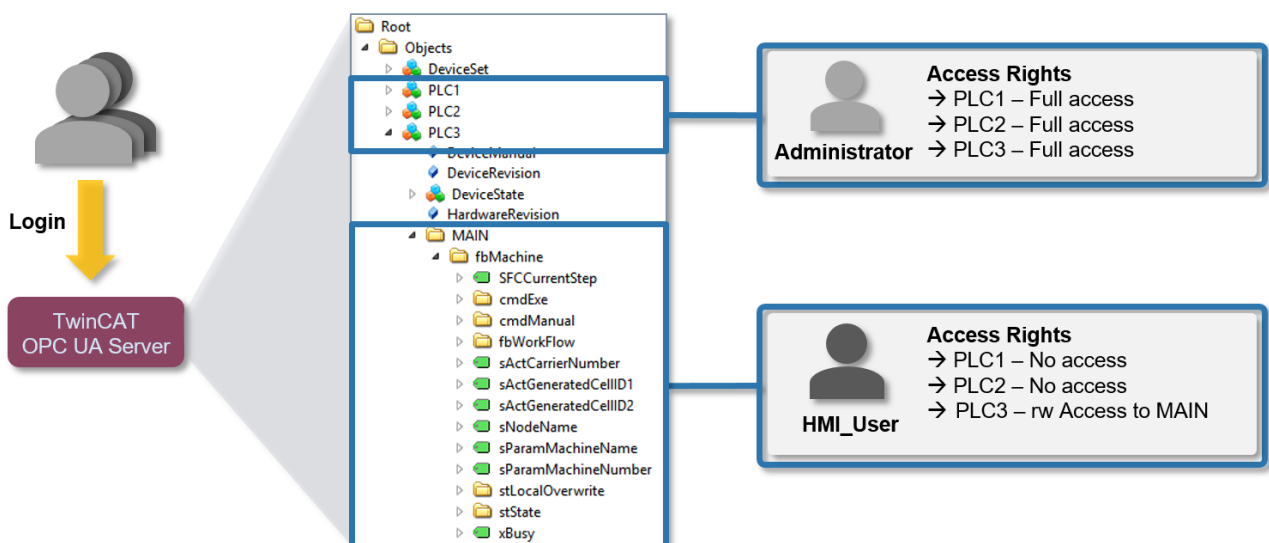 Login
TwinCAT
OPC UA Server
Root
Objects
DeviceSet
PLC1
PLC2
PLC3
DeviceManual
DeviceRevision
DeviceState
HardwareRevision
MAIN
fbMachine
SFCCurrentStep
cmdExe
cmdManual
fbWorkFlow
sActCarrierNumber
sActGeneratedCellID1
sActGeneratedCellID2
sNodeName
sParamMachineName
sParamMachineNumber
stLocalOverwrite
stState
xBusy
Administrator
Access Rights
→ PLC1 – Full access
→ PLC2 – Full access
→ PLC3 – Full access
HMI_User
Access Rights
→ PLC1 – No access
→ PLC2 – No access
→ PLC3 – rw Access to MAIN